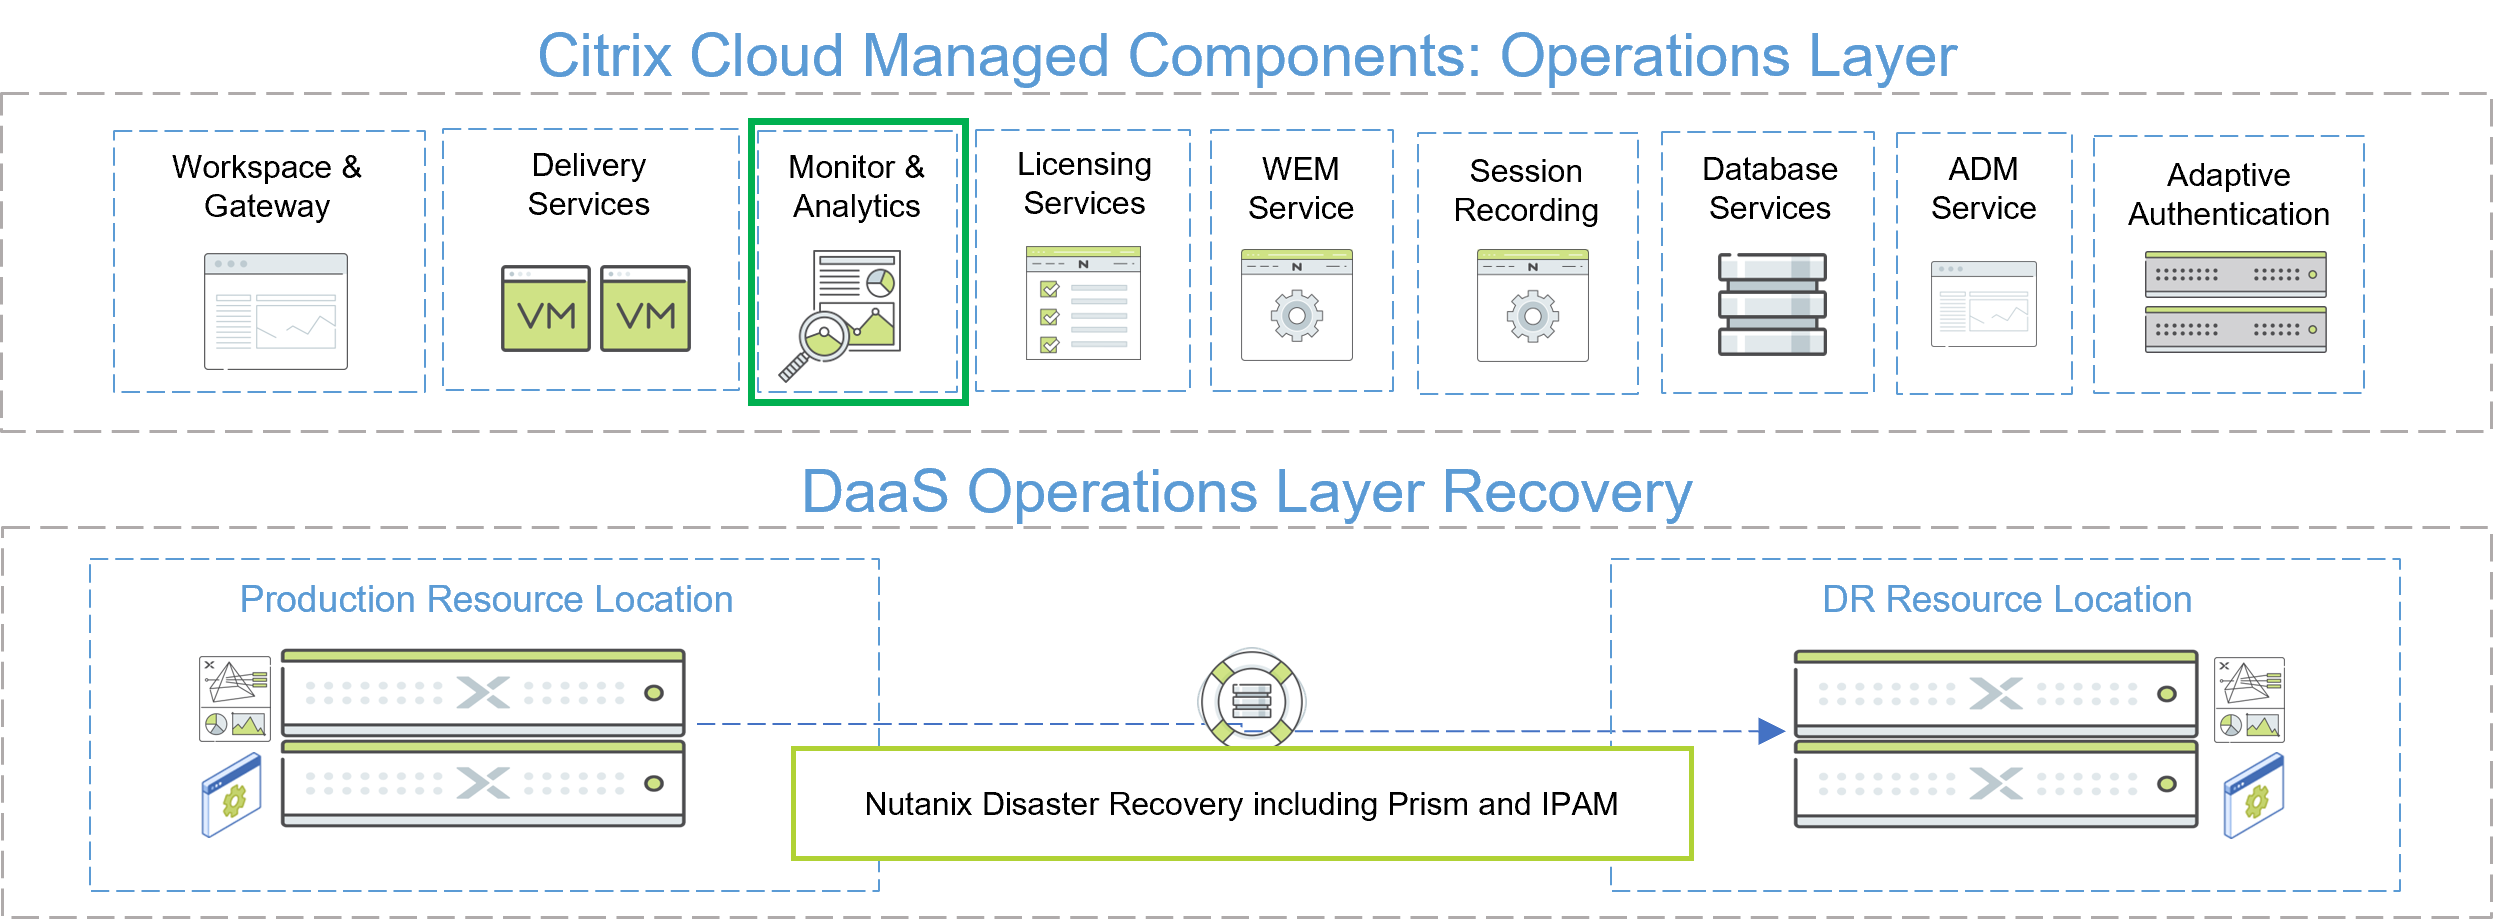 Citrix Cloud Managed Components: Operations Layer
Workspace &
Gateway
Delivery
Services
VM VM
Monitor &
Analytics
Licensing
Services
N
WEM
Service
N
Session
Recording
N
Database
Services
ADM
Service
Adaptive
Authentication
DaaS Operations Layer Recovery
Production Resource Location
DR Resource Location
Nutanix Disaster Recovery including Prism and IPAM